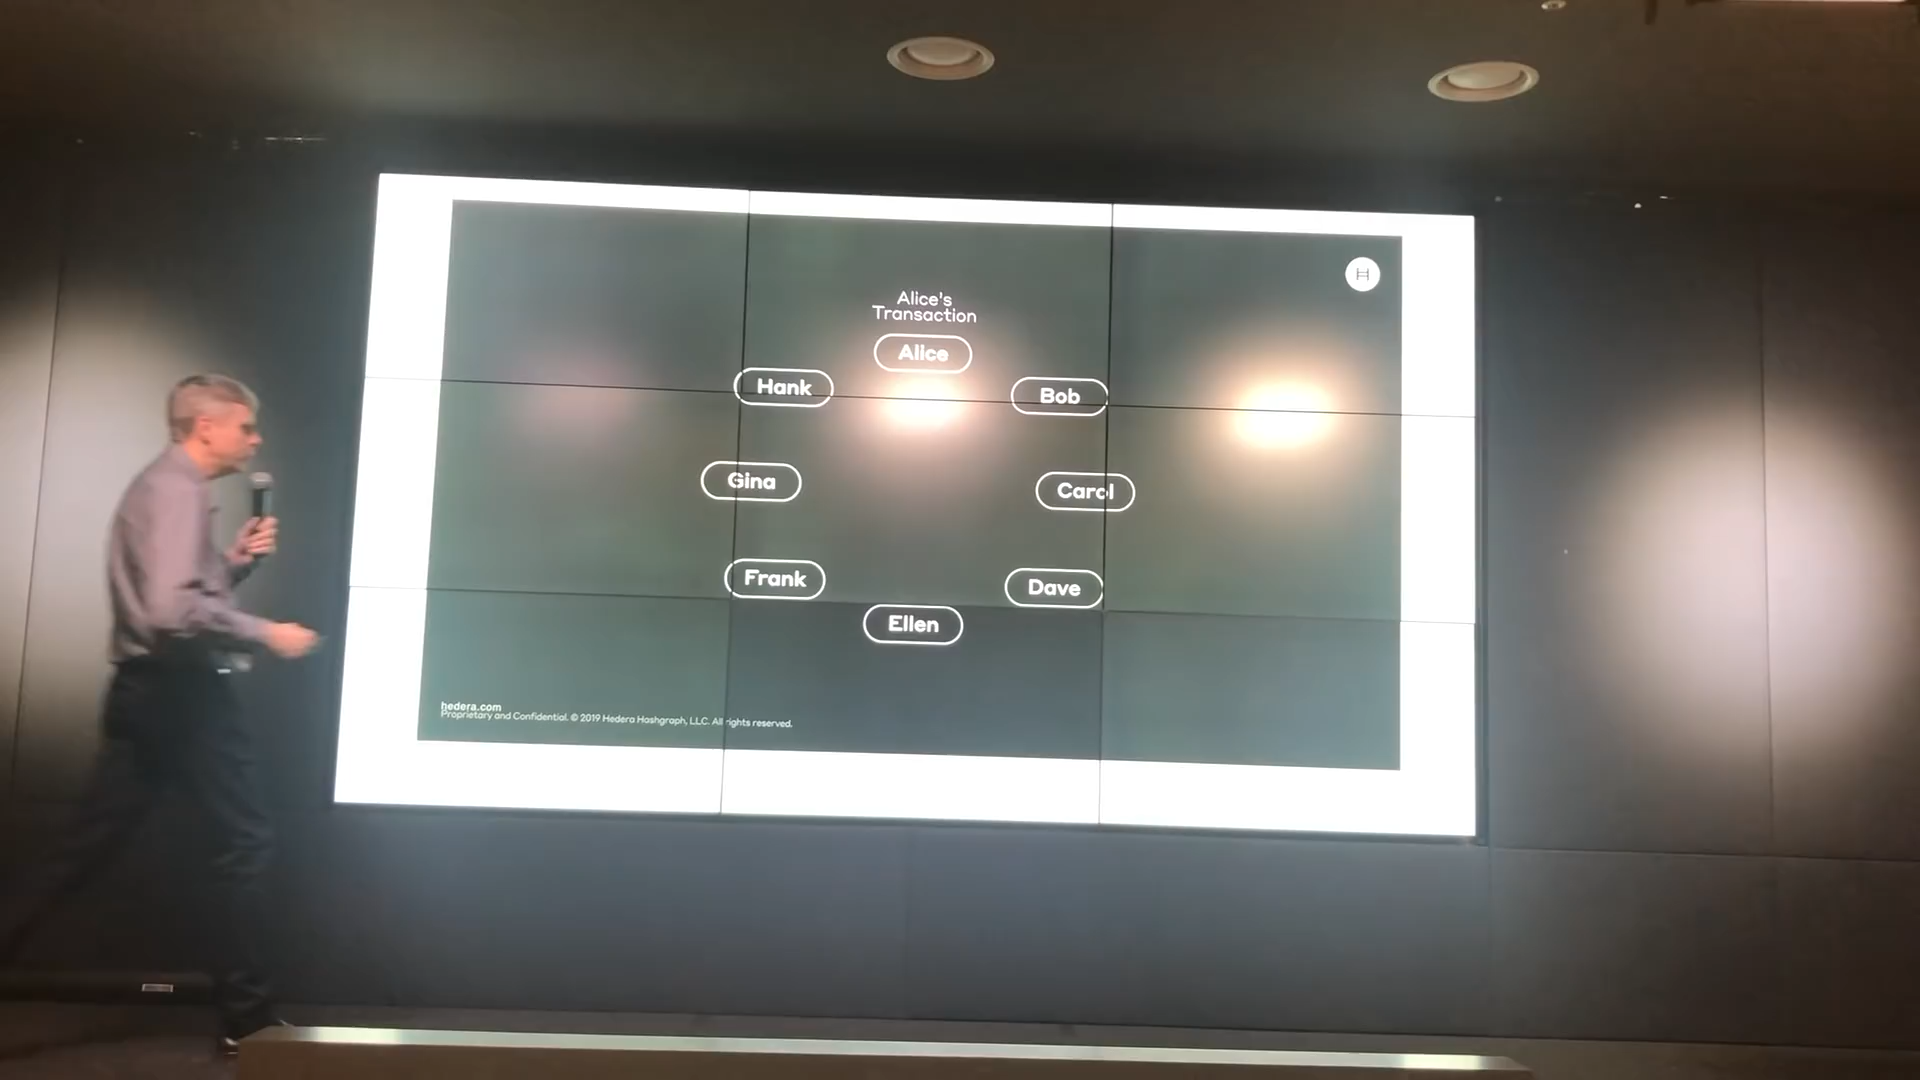 Alice's
Transaction
Alice
Hank
Bob
Gina
Carol
Frank
Dave
Ellen
hedera.com
Proprietary and Confidential. © 2019 Hedera Hashgraph, LLC. All rights reserved.